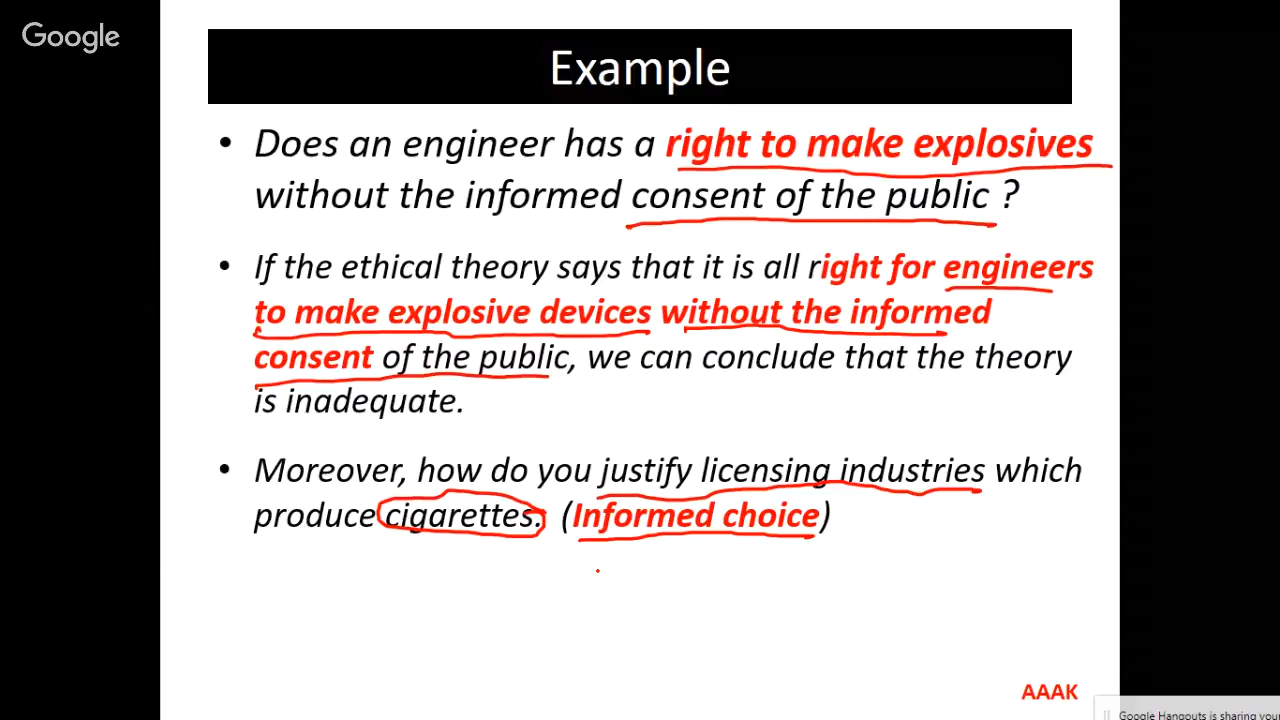 Google
Example
• Does an engineer has a right to make explosives
without the informed consent of the public ?
• If the ethical theory says that it is all right for engineers
to make explosive devices without the informed
consent of the public, we can conclude that the theory
is inadequate.
• Moreover, how do you justify licensing industries which
produce cigarettes. (Informed choice)
AAAK
Google Hangouts is sharing you